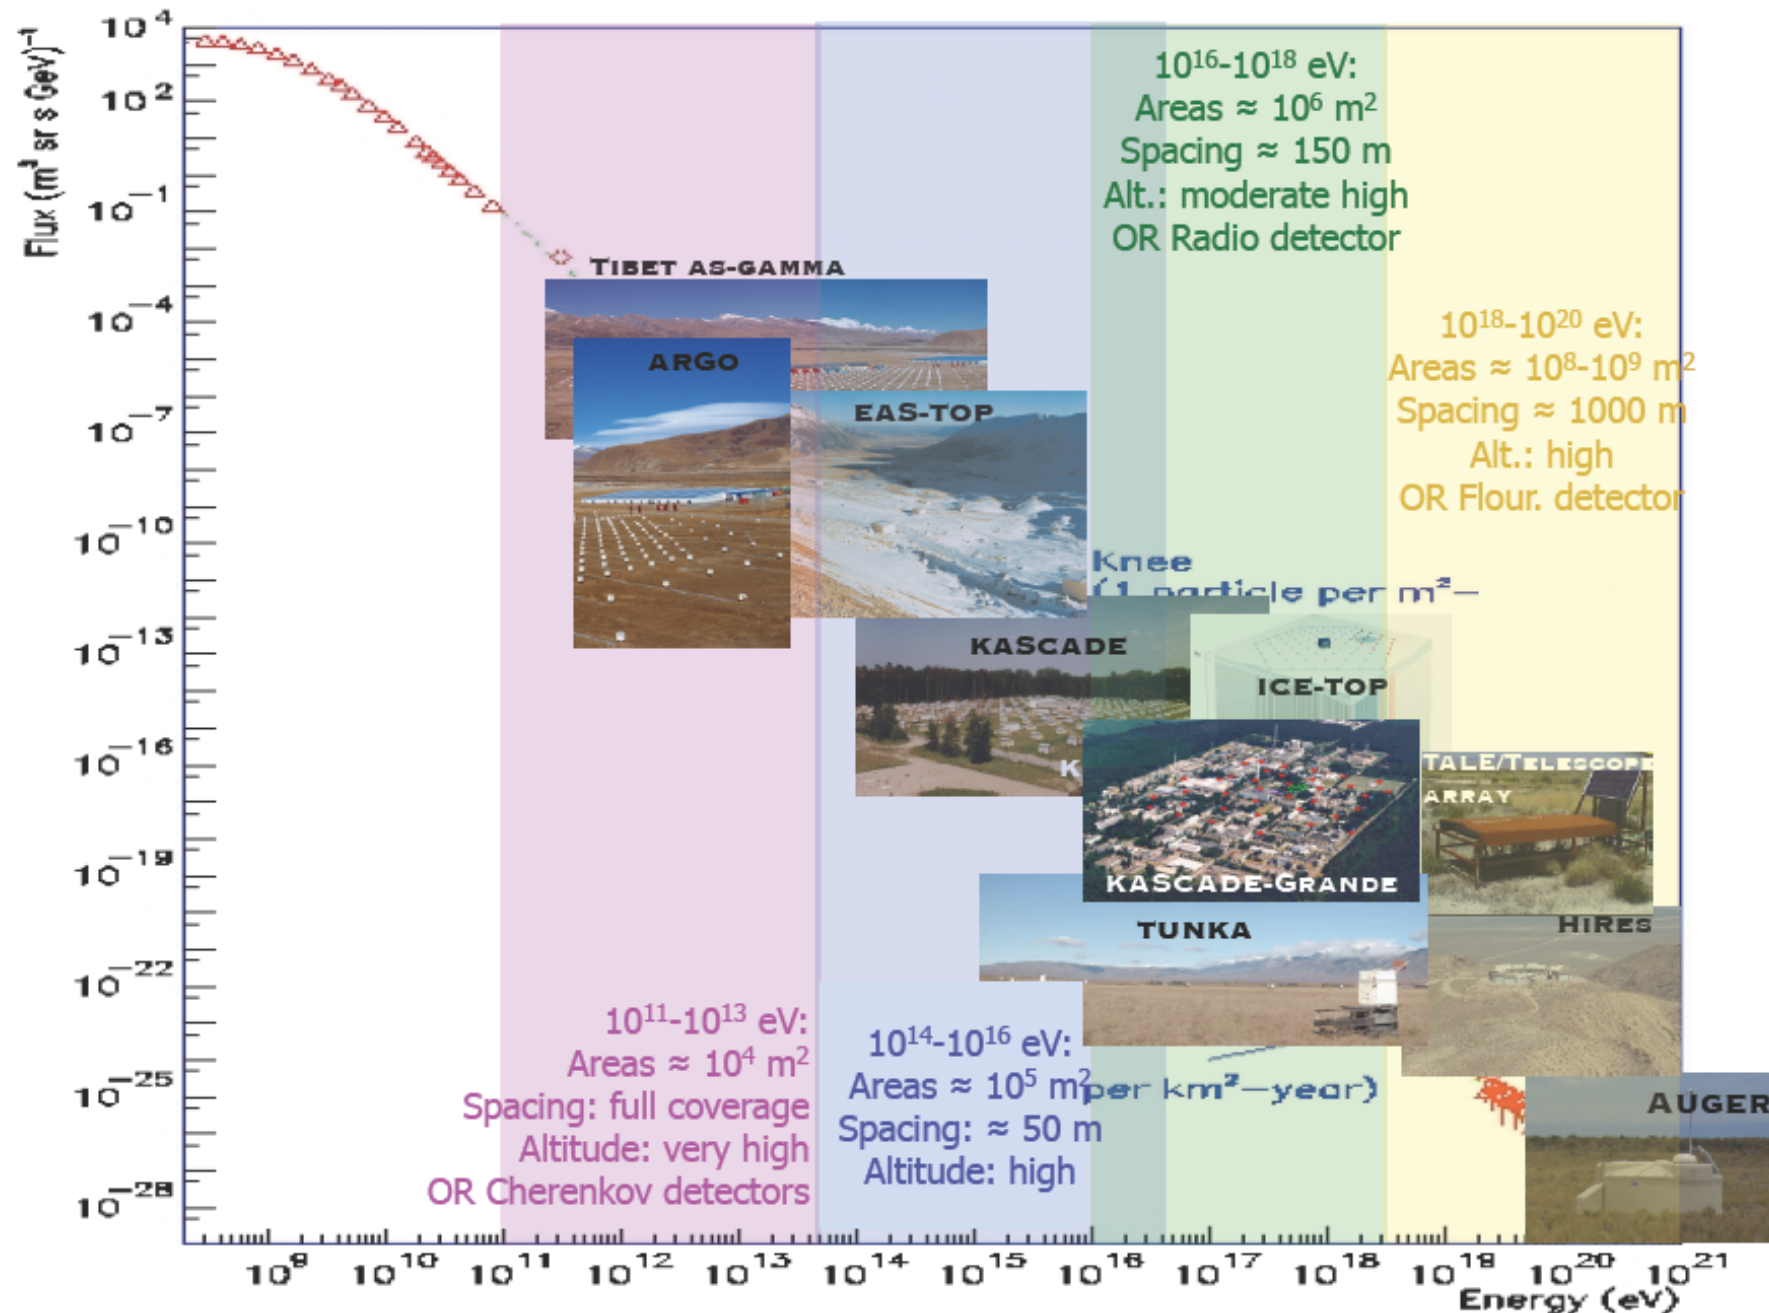 Flux (m² sr s GeV)⁻¹
10⁴
10²
10⁻¹
10⁻⁴
10⁻⁷
10⁻¹⁰
10⁻¹³
10⁻¹⁶
10⁻¹⁹
10⁻²²
10⁻²⁵
10⁻²⁸
10¹⁶-10¹⁸ eV:
Areas ≈ 10⁶ m²
Spacing ≈ 150 m
Alt.: moderate high
OR Radio detector
10¹⁸-10²⁰ eV:
Areas ≈ 10⁸-10⁹ m²
Spacing ≈ 1000 m
Alt.: high
OR Flour. detector
TIBET AS-GAMMA
ARGO
EAS-TOP
Knee
(1 particle per m²–
KASCADE
K
ICE-TOP
TALE/TELESCOPE
ARRAY
KASCADE-GRANDE
TUNKA
HIRES
AUGER
10¹¹-10¹³ eV:
Areas ≈ 10⁴ m²
Spacing: full coverage
Altitude: very high
OR Cherenkov detectors
10¹⁴-10¹⁶ eV:
Areas ≈ 10⁵ m²
Spacing: ≈ 50 m
Altitude: high
per km²–year)
10⁹ 10¹⁰ 10¹¹ 10¹² 10¹³ 10¹⁴ 10¹⁵ 10¹⁶ 10¹⁷ 10¹⁸ 10¹⁹ 10²⁰ 10²¹
Energy (eV)